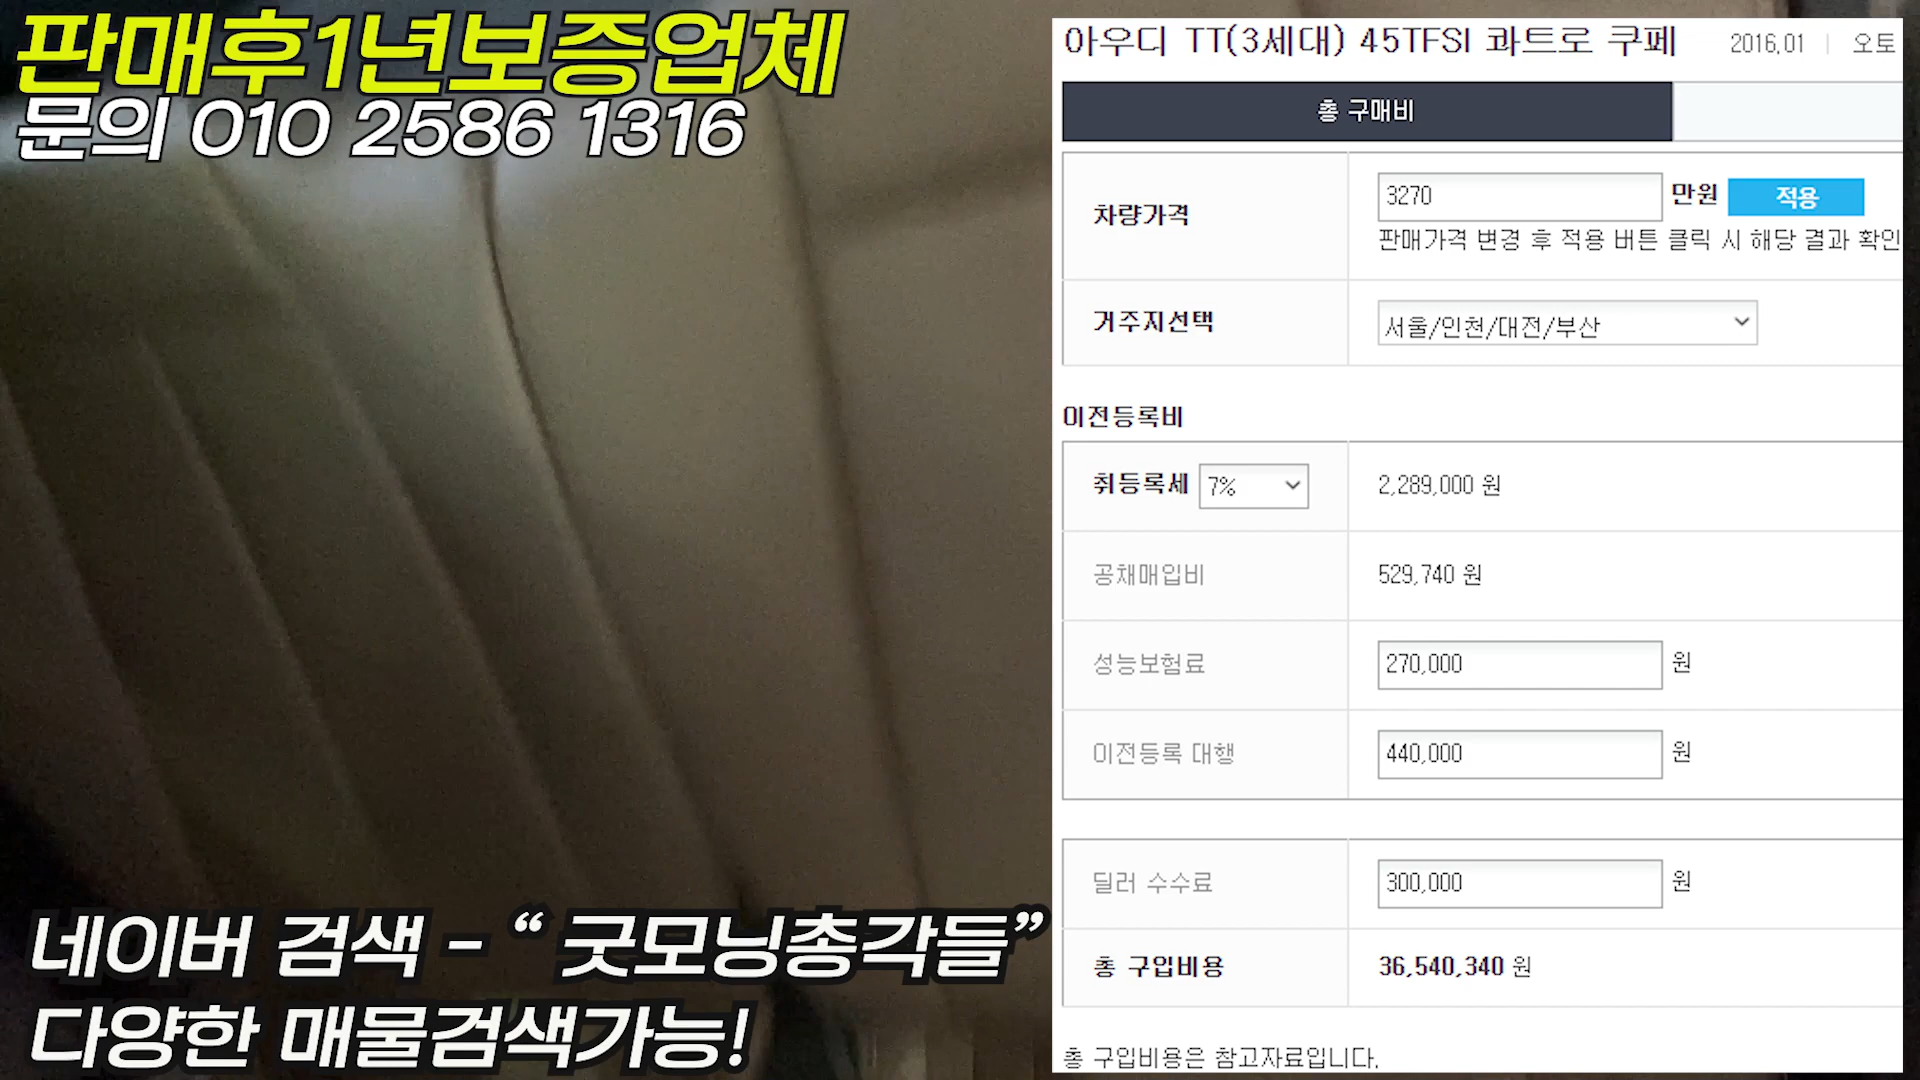 판매후1년보증업체
문의 010 2586 1316
네이버 검색 - “ 굿모닝총각들”
다양한 매물검색가능!
아우디 TT(3세대) 45TFSI 콰트로 쿠페 2016.01 오토
총 구매비
차량가격 3270 만원 적용
판매가격 변경 후 적용 버튼 클릭 시 해당 결과 확인
거주지선택 서울/인천/대전/부산
이전등록비
취등록세 7% 2,289,000 원
공채매입비 529,740 원
성능보험료 270,000 원
이전등록 대행 440,000 원
딜러 수수료 300,000 원
총 구입비용 36,540,340 원
총 구입비용은 참고자료입니다.